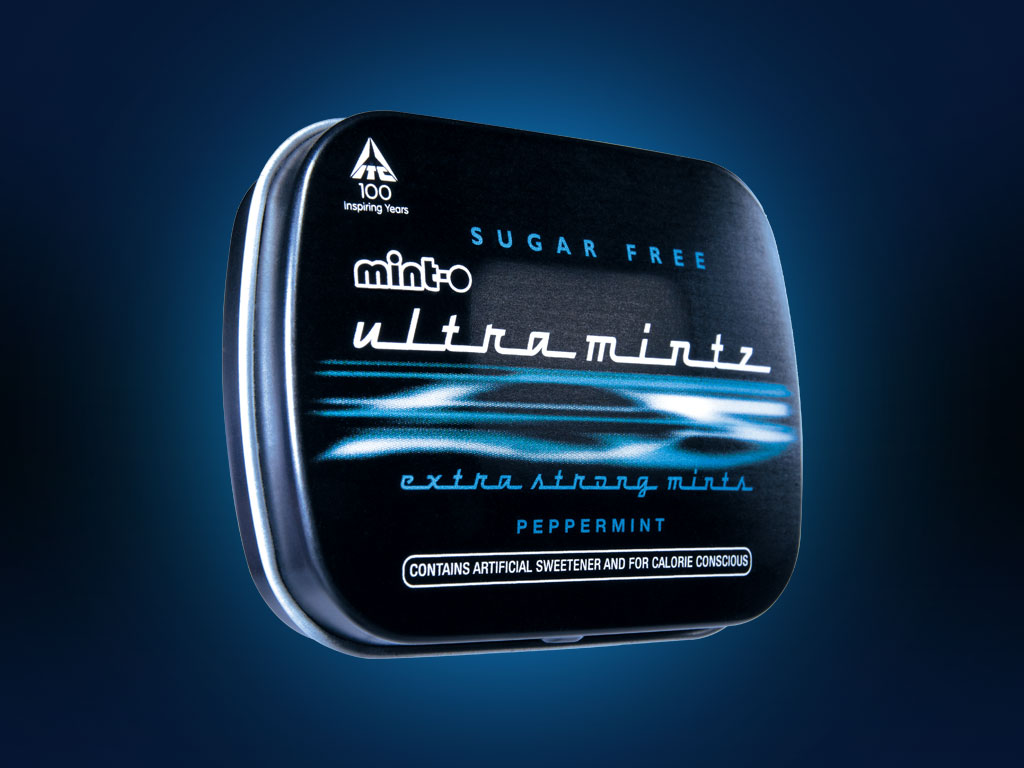 ITC
100
Inspiring Years
SUGAR FREE
mint-o
ultra mintz
extra strong mints
PEPPERMINT
CONTAINS ARTIFICIAL SWEETENER AND FOR CALORIE CONSCIOUS